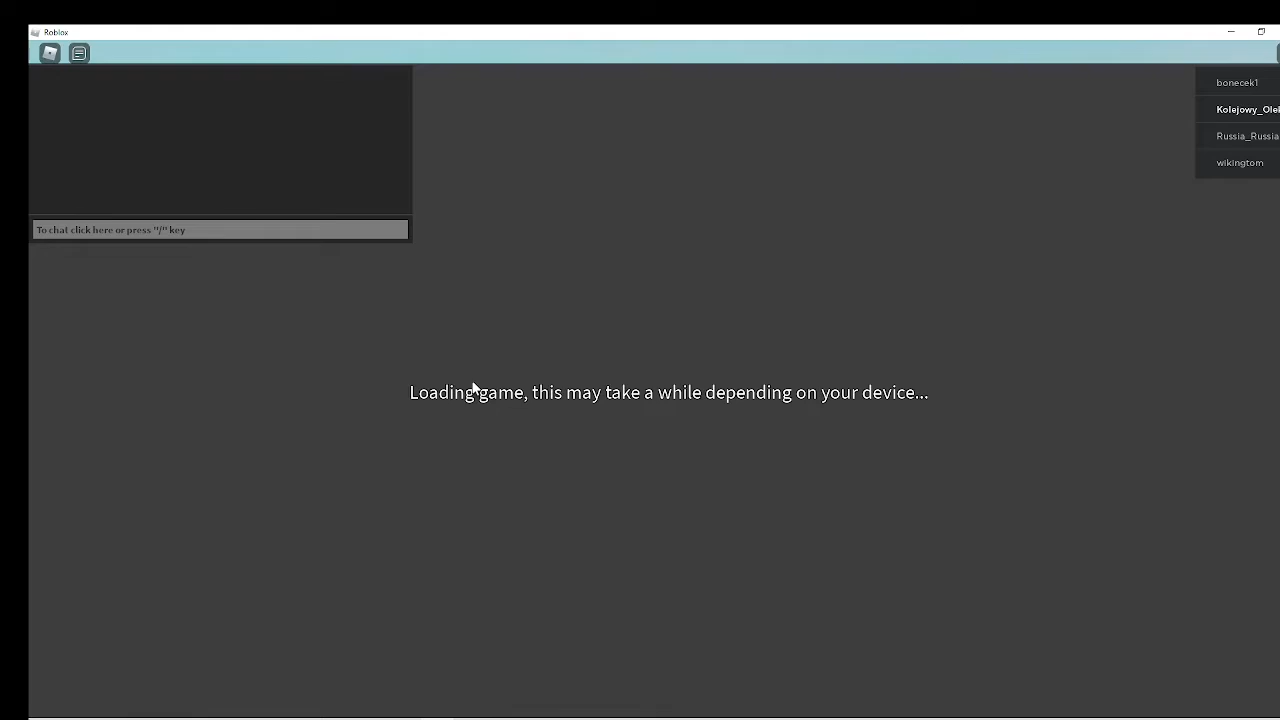 Roblox
bonecek1
Kolejowy_Ole
Russia_Russia
wikingtom
To chat click here or press "/" key
Loading game, this may take a while depending on your device...